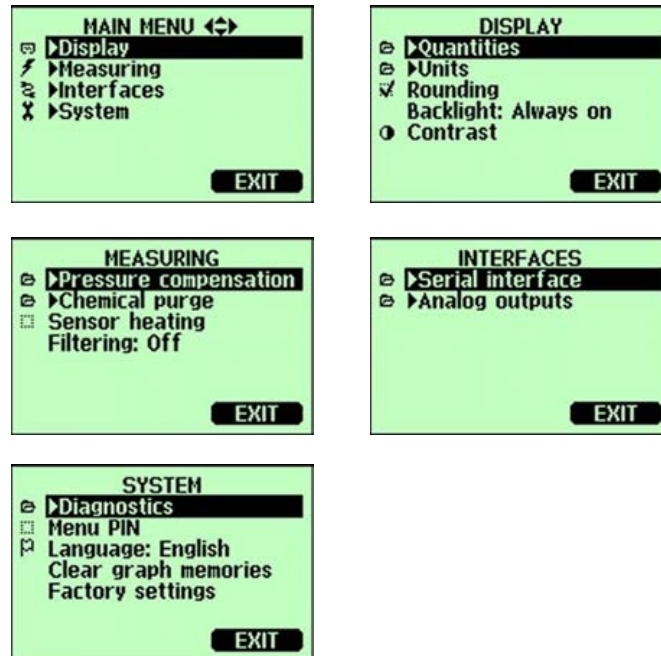 MAIN MENU
Display
Measuring
Interfaces
System
EXIT
DISPLAY
Quantities
Units
Rounding
Backlight: Always on
Contrast
EXIT
MEASURING
Pressure compensation
Chemical purge
Sensor heating
Filtering: Off
EXIT
INTERFACES
Serial interface
Analog outputs
EXIT
SYSTEM
Diagnostics
Menu PIN
Language: English
Clear graph memories
Factory settings
EXIT